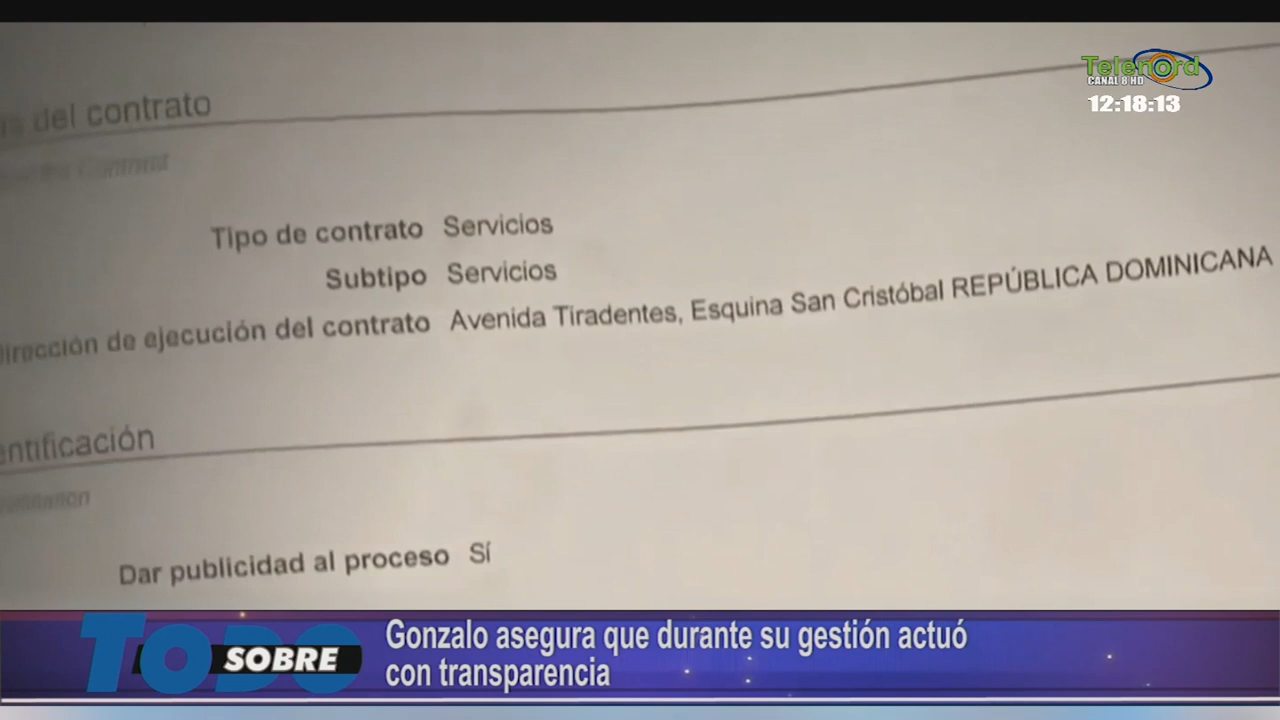 Telenord
CANAL 8 HD
12:18:13
del contrato
Tipo de contrato Servicios
Subtipo Servicios
dirección de ejecución del contrato Avenida Tiradentes, Esquina San Cristóbal REPÚBLICA DOMINICANA
entificación
Dar publicidad al proceso Sí
TODO SOBRE
Gonzalo asegura que durante su gestión actuó
con transparencia